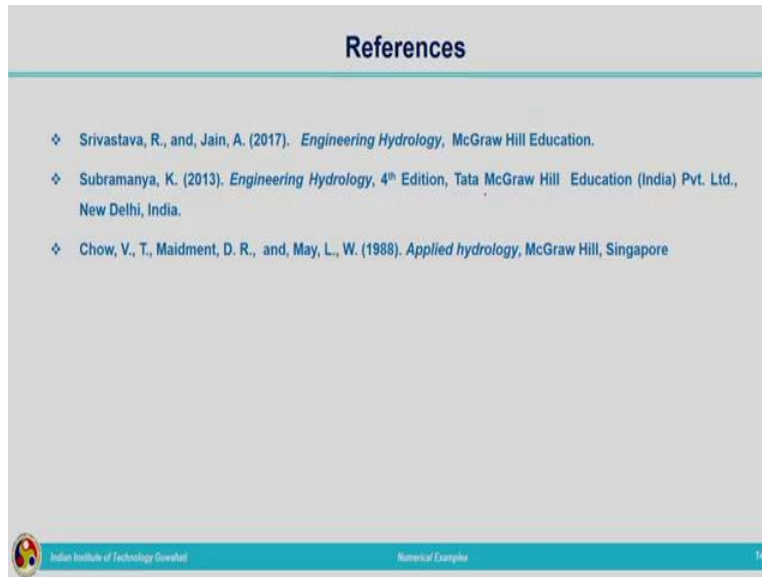 References
❖ Srivastava, R., and, Jain, A. (2017). Engineering Hydrology, McGraw Hill Education.
❖ Subramanya, K. (2013). Engineering Hydrology, 4th Edition, Tata McGraw Hill Education (India) Pvt. Ltd.,
New Delhi, India.
❖ Chow, V., T., Maidment, D. R., and, May, L., W. (1988). Applied hydrology, McGraw Hill, Singapore
Indian Institute of Technology Guwahati Numerical Examples